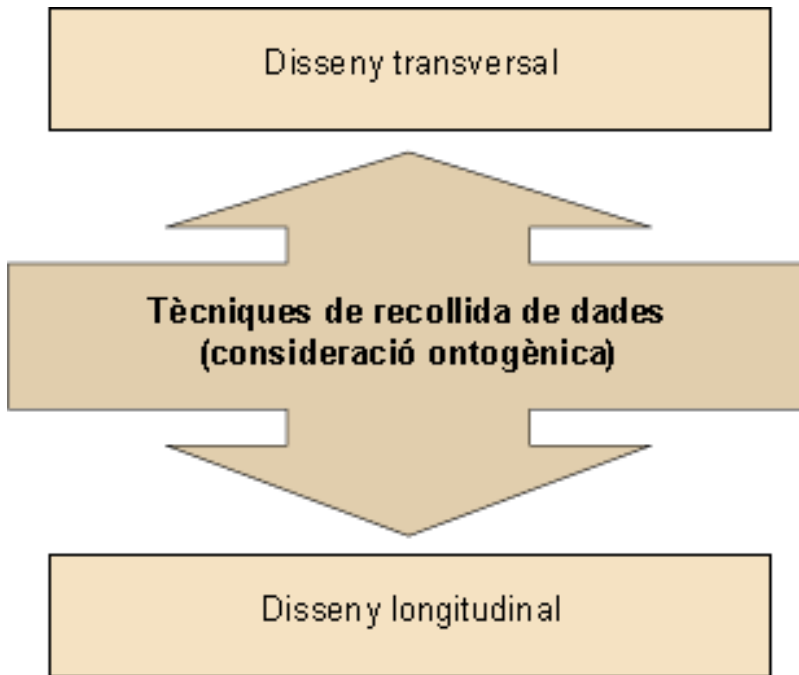 Disseny transversal
Tècniques de recollida de dades
(consideració ontogènica)
Disseny longitudinal